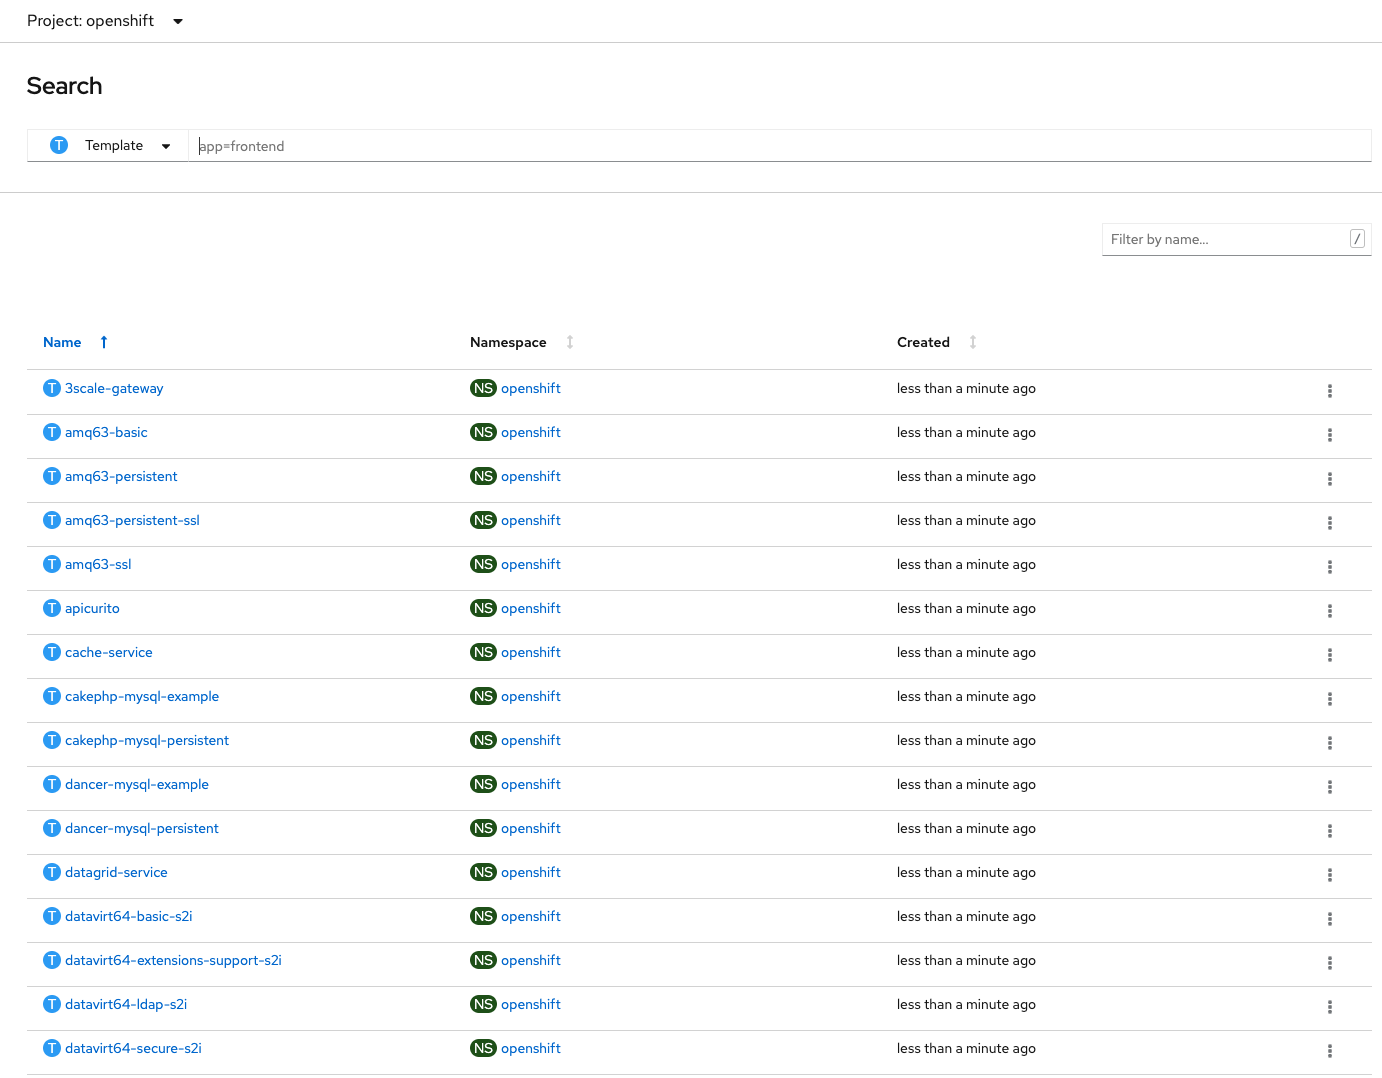 Project: openshift
Search
T Template app=frontend
Filter by name... /
Name Namespace Created
T 3scale-gateway NS openshift less than a minute ago
T amq63-basic NS openshift less than a minute ago
T amq63-persistent NS openshift less than a minute ago
T amq63-persistent-ssl NS openshift less than a minute ago
T amq63-ssl NS openshift less than a minute ago
T apicurito NS openshift less than a minute ago
T cache-service NS openshift less than a minute ago
T cakephp-mysql-example NS openshift less than a minute ago
T cakephp-mysql-persistent NS openshift less than a minute ago
T dancer-mysql-example NS openshift less than a minute ago
T dancer-mysql-persistent NS openshift less than a minute ago
T datagrid-service NS openshift less than a minute ago
T datavirt64-basic-s2i NS openshift less than a minute ago
T datavirt64-extensions-support-s2i NS openshift less than a minute ago
T datavirt64-ldap-s2i NS openshift less than a minute ago
T datavirt64-secure-s2i NS openshift less than a minute ago